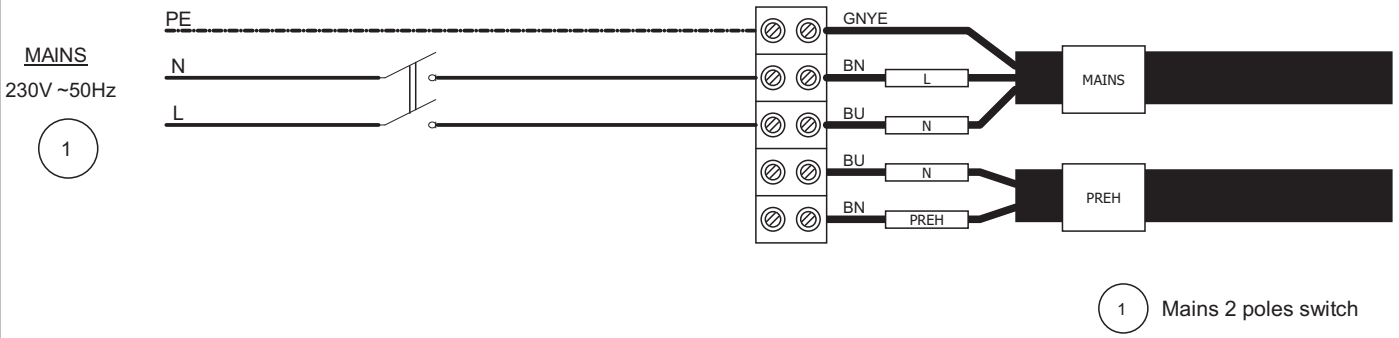 PE
GNYE
MAINS
N
BN
L
MAINS
230V ~50Hz
L
BU
N
1
BU
N
PREH
BN
PREH
1 Mains 2 poles switch